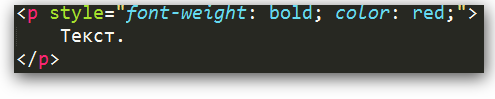 <p style="font-weight: bold; color: red;">
Текст.
</p>